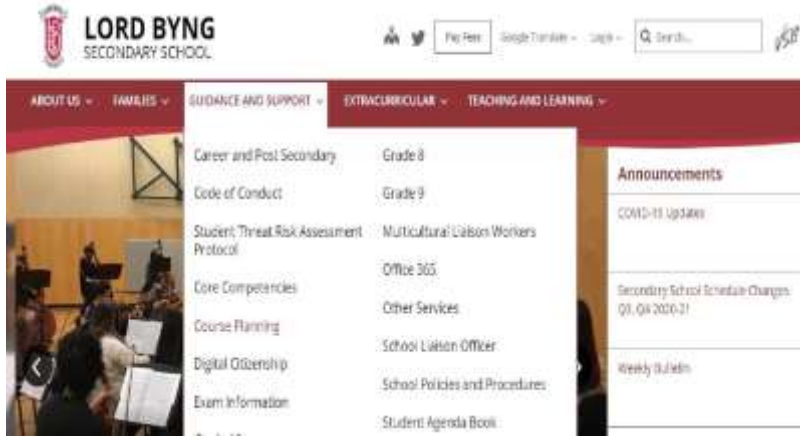 LORD BYNG
SECONDARY SCHOOL
Pay Fees
Google Translate
Login
Search...
VSB
ABOUT US
FAMILIES
GUIDANCE AND SUPPORT
EXTRACURRICULAR
TEACHING AND LEARNING
Career and Post Secondary
Code of Conduct
Student Threat Risk Assessment
Protocol
Core Competencies
Course Planning
Digital Citizenship
Exam Information
Grade 8
Grade 9
Multicultural Liaison Workers
Office 365
Other Services
School Liaison Officer
School Policies and Procedures
Student Agenda Book
Announcements
COVID-19 Updates
Secondary School Schedule Changes
Q3, Q4 2020-21
Weekly Bulletin